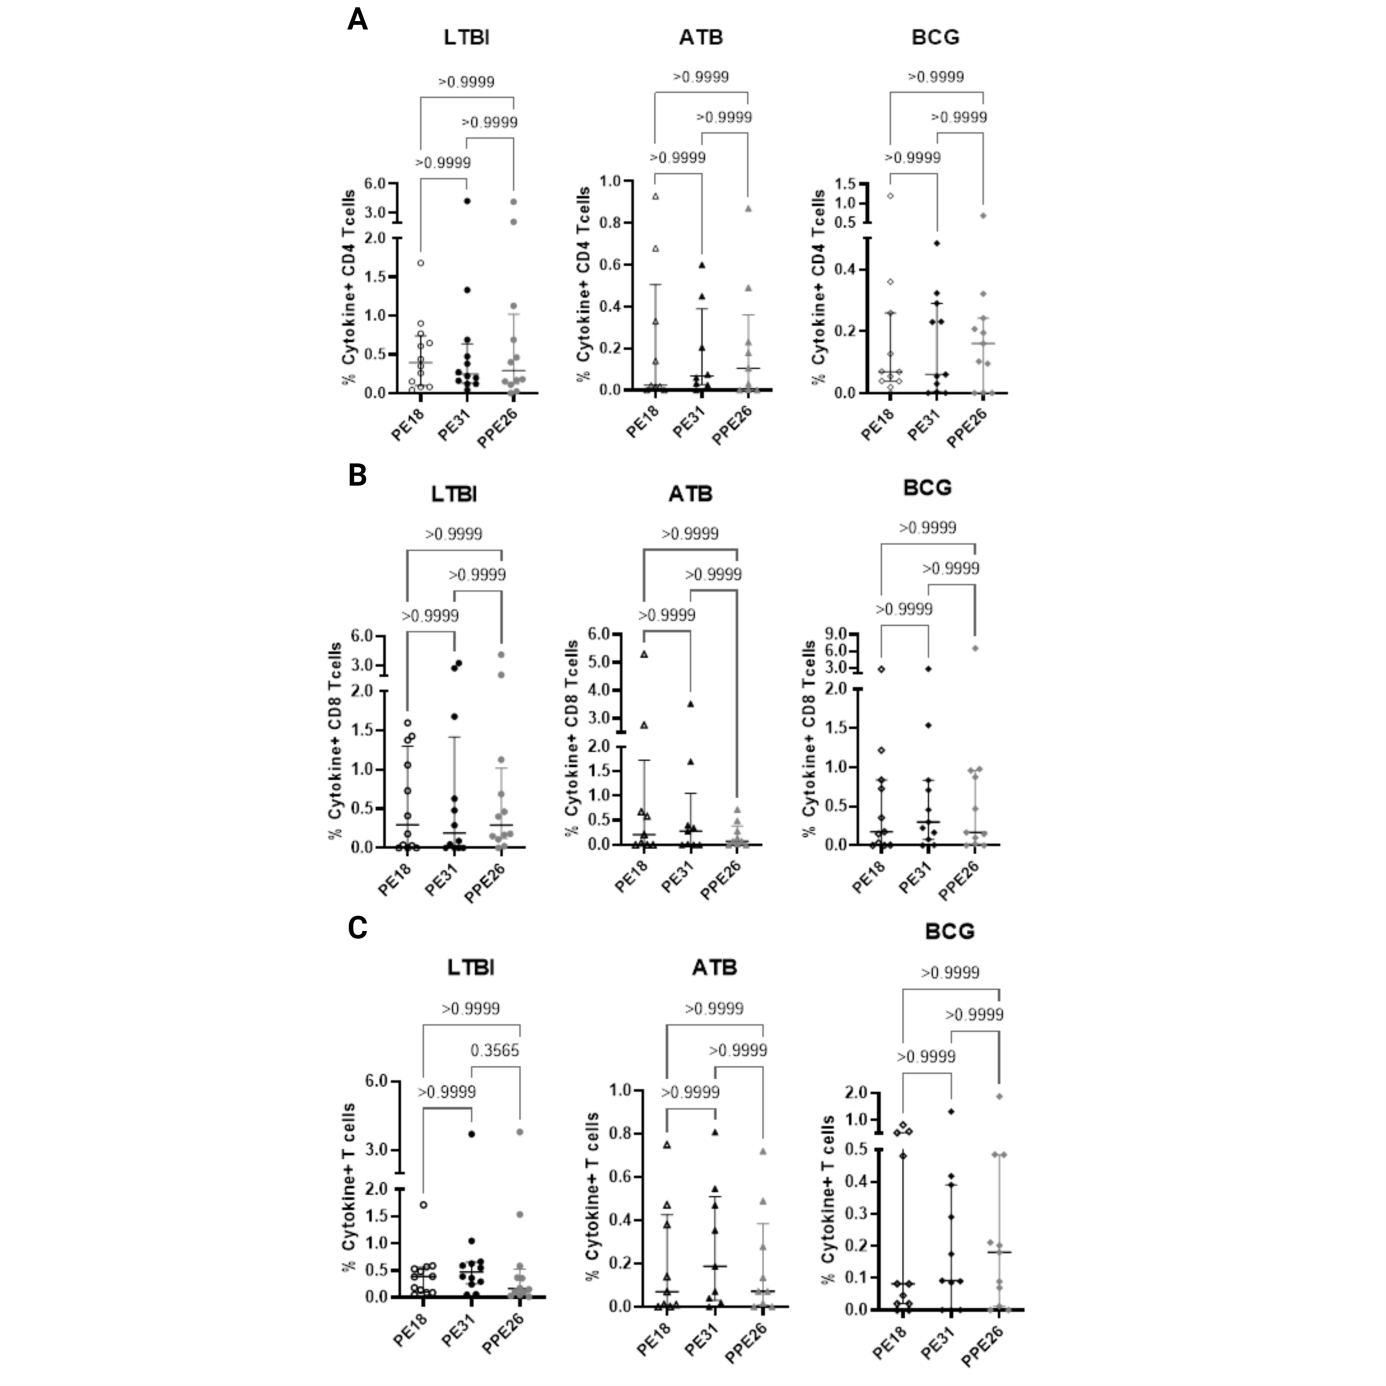 A
LTBI
ATB
BCG
>0.9999
>0.9999
>0.9999
>0.9999
>0.9999
>0.9999
>0.9999
>0.9999
>0.9999
% Cytokine+ CD4 Tcells
6.0
3.0
2.0
1.5
1.0
0.5
0.0
PE18
PE31
PPE26
% Cytokine+ CD4 Tcells
1.0
0.8
0.6
0.4
0.2
0.0
PE18
PE31
PPE26
% Cytokine+ CD4 Tcells
1.5
1.0
0.5
0.4
0.2
0.0
PE18
PE31
PPE26
B
LTBI
ATB
BCG
>0.9999
>0.9999
>0.9999
>0.9999
>0.9999
>0.9999
>0.9999
>0.9999
>0.9999
% Cytokine+ CD8 Tcells
6.0
3.0
2.0
1.5
1.0
0.5
0.0
PE18
PE31
PPE26
% Cytokine+ CD8 Tcells
6.0
5.0
4.0
3.0
2.0
1.5
1.0
0.5
0.0
PE18
PE31
PPE26
% Cytokine+ CD8 Tcells
9.0
6.0
3.0
2.0
1.5
1.0
0.5
0.0
PE18
PE31
PPE26
C
LTBI
ATB
BCG
>0.9999
0.3565
>0.9999
>0.9999
>0.9999
>0.9999
>0.9999
>0.9999
>0.9999
% Cytokine+ T cells
6.0
3.0
2.0
1.5
1.0
0.5
0.0
PE18
PE31
PPE26
% Cytokine+ T cells
1.0
0.8
0.6
0.4
0.2
0.0
PE18
PE31
PPE26
% Cytokine+ T cells
2.0
1.0
0.5
0.4
0.3
0.2
0.1
0.0
PE18
PE31
PPE26